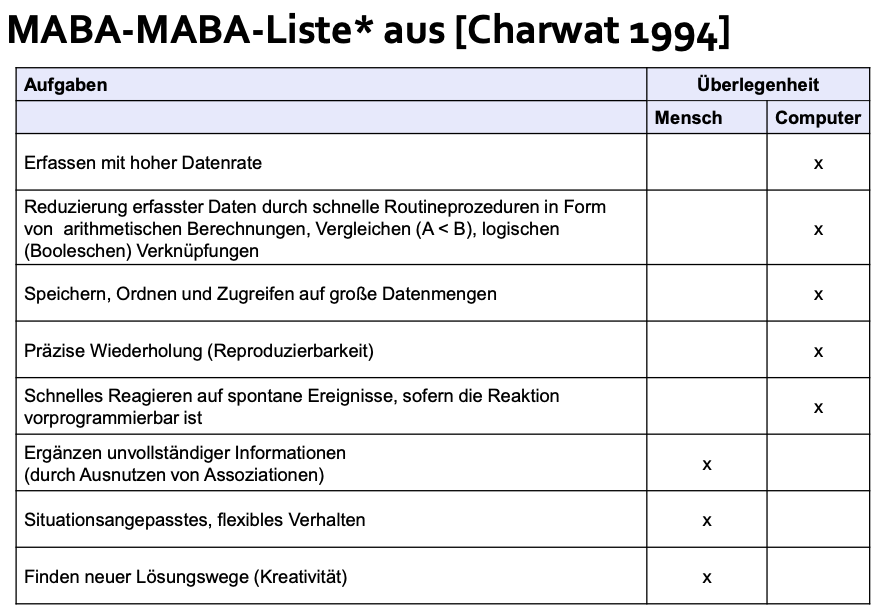 MABA-MABA-Liste* aus [Charwat 1994]
Aufgaben Überlegenheit
Mensch Computer
Erfassen mit hoher Datenrate x
Reduzierung erfasster Daten durch schnelle Routineprozeduren in Form
von arithmetischen Berechnungen, Vergleichen (A < B), logischen x
(Booleschen) Verknüpfungen
Speichern, Ordnen und Zugreifen auf große Datenmengen x
Präzise Wiederholung (Reproduzierbarkeit) x
Schnelles Reagieren auf spontane Ereignisse, sofern die Reaktion
vorprogrammierbar ist x
Ergänzen unvollständiger Informationen
(durch Ausnutzen von Assoziationen) x
Situationsangepasstes, flexibles Verhalten x
Finden neuer Lösungswege (Kreativität) x